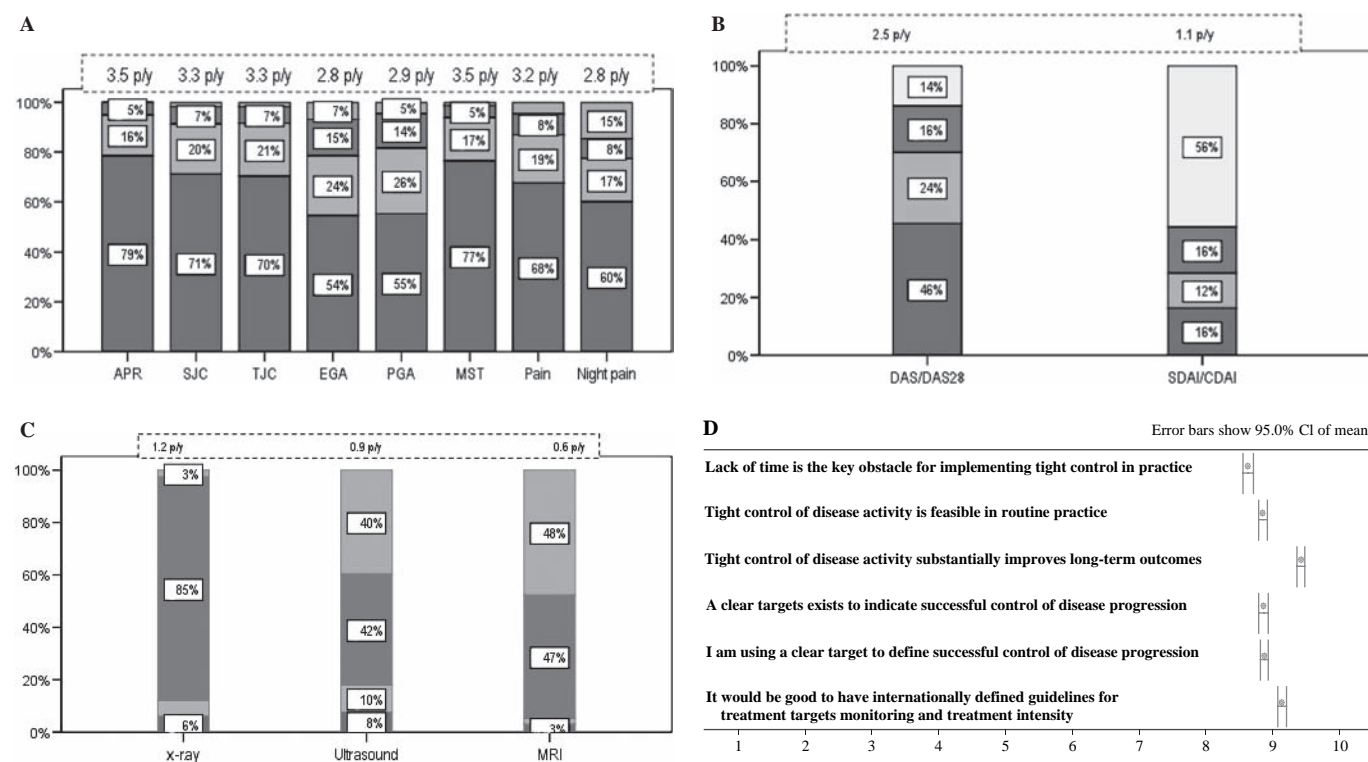 A
3.5 p/y 3.3 p/y 3.3 p/y 2.8 p/y 2.9 p/y 3.5 p/y 3.2 p/y 2.8 p/y
100%
80%
60%
40%
20%
0%
5% 7% 7% 7% 5% 5% 8% 15%
16% 20% 21% 15% 14% 17% 19% 8%
24% 26% 17%
79% 71% 70% 54% 55% 77% 68% 60%
APR SJC TJC EGA PGA MST Pain Night pain
B
2.5 p/y 1.1 p/y
100%
80%
60%
40%
20%
0%
14% 56%
16% 16%
24% 12%
46% 16%
DAS/DAS28 SDAI/CDAI
C
1.2 p/y 0.9 p/y 0.6 p/y
100%
80%
60%
40%
20%
0%
3% 40% 48%
85% 42% 47%
10%
6% 8% 3%
x-ray Ultrasound MRI
D
Error bars show 95.0% Cl of mean
Lack of time is the key obstacle for implementing tight control in practice
Tight control of disease activity is feasible in routine practice
Tight control of disease activity substantially improves long-term outcomes
A clear targets exists to indicate successful control of disease progression
I am using a clear target to define successful control of disease progression
It would be good to have internationally defined guidelines for
treatment targets monitoring and treatment intensity
1 2 3 4 5 6 7 8 9 10